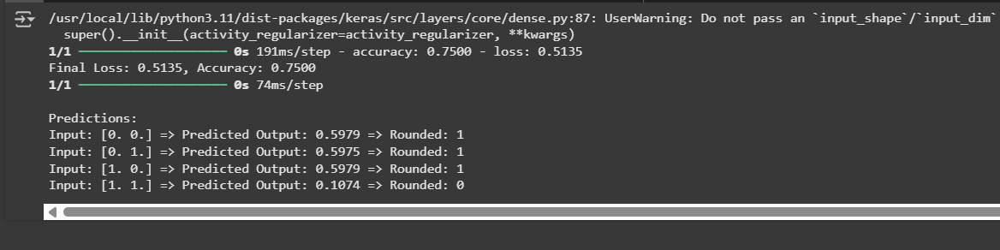 /usr/local/lib/python3.11/dist-packages/keras/src/layers/core/dense.py:87: UserWarning: Do not pass an `input_shape`/`input_dim`
  super().__init__(activity_regularizer=activity_regularizer, **kwargs)
1/1 ━━━━━━━━━━━━━━━━━━━━ 0s 191ms/step - accuracy: 0.7500 - loss: 0.5135
Final Loss: 0.5135, Accuracy: 0.7500
1/1 ━━━━━━━━━━━━━━━━━━━━ 0s 74ms/step
Predictions:
Input: [0. 0.] => Predicted Output: 0.5979 => Rounded: 1
Input: [0. 1.] => Predicted Output: 0.5975 => Rounded: 1
Input: [1. 0.] => Predicted Output: 0.5979 => Rounded: 1
Input: [1. 1.] => Predicted Output: 0.1074 => Rounded: 0